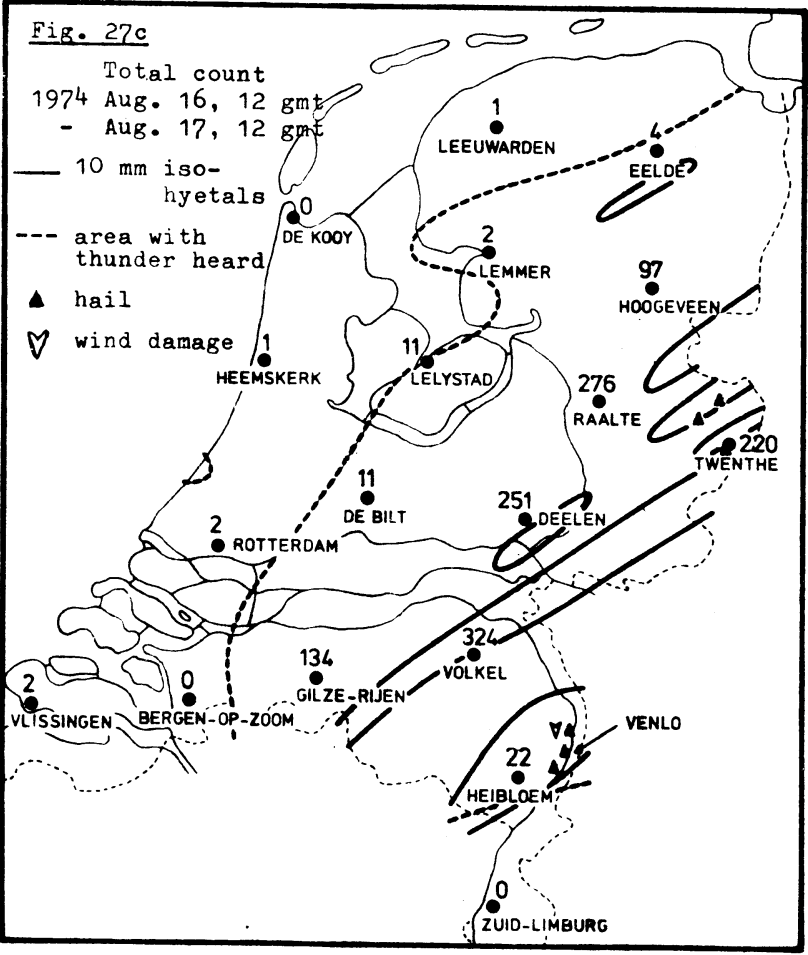 Fig. 27c
Total count
1974 Aug. 16, 12 gmt
- Aug. 17, 12 gmt
10 mm iso-
hyetals
area with
thunder heard
hail
wind damage
1
LEEUWARDEN
4
EELDE
0
DE KOOY
2
LEMMER
97
HOOGEVEEN
1
HEEMSKERK
11
LELYSTAD
276
RAALTE
220
TWENTHE
11
DE BILT
251
DEELEN
2
ROTTERDAM
324
VOLKEL
134
GILZE-RIJEN
2
VLISSINGEN
0
BERGEN-OP-ZOOM
VENLO
22
HEIBLOEM
0
ZUID-LIMBURG